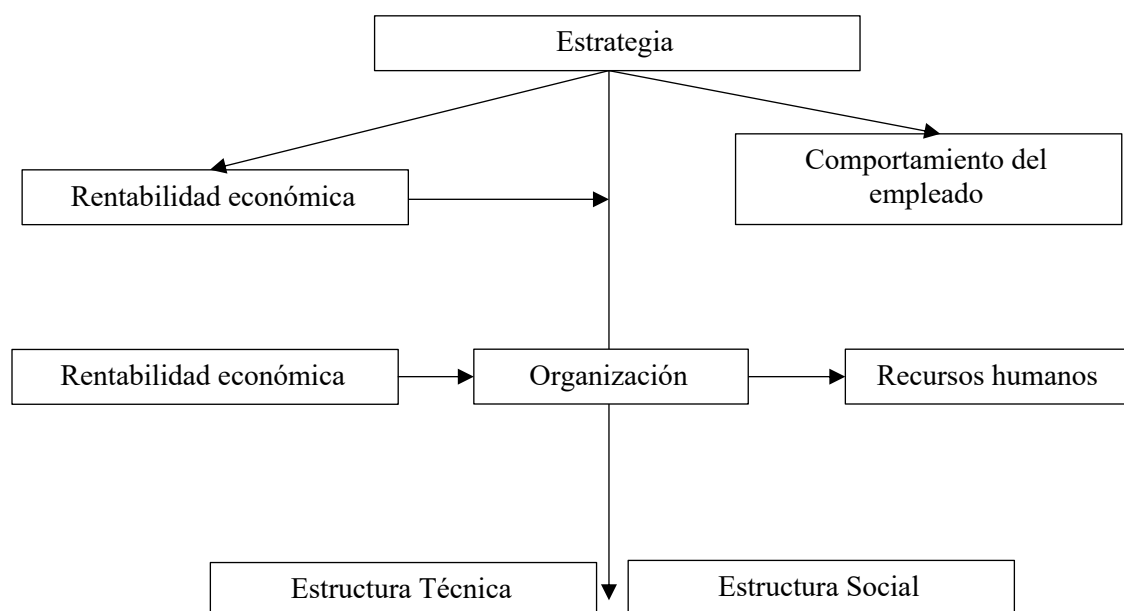 Estrategia
Comportamiento del
empleado
Rentabilidad económica
Rentabilidad económica
Organización
Recursos humanos
Estructura Técnica
Estructura Social